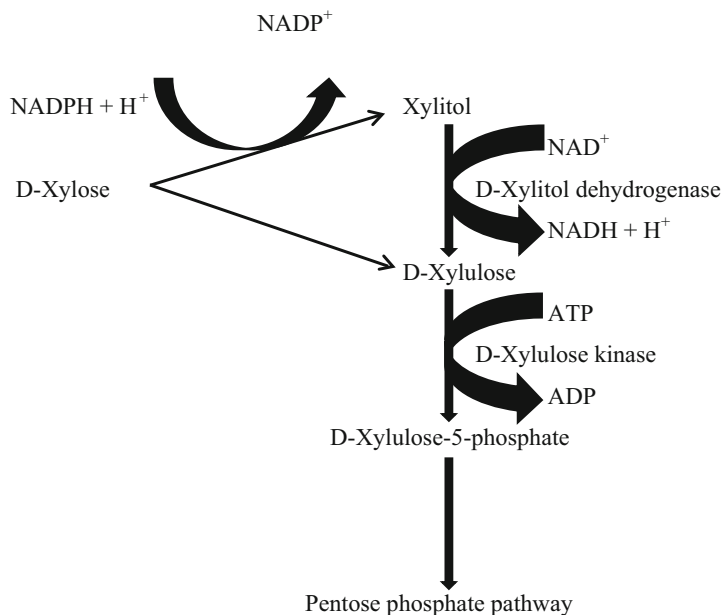 NADP⁺
NADPH + H⁺
Xylitol
NAD⁺
D-Xylose
D-Xylitol dehydrogenase
NADH + H⁺
D-Xylulose
ATP
D-Xylulose kinase
ADP
D-Xylulose-5-phosphate
Pentose phosphate pathway